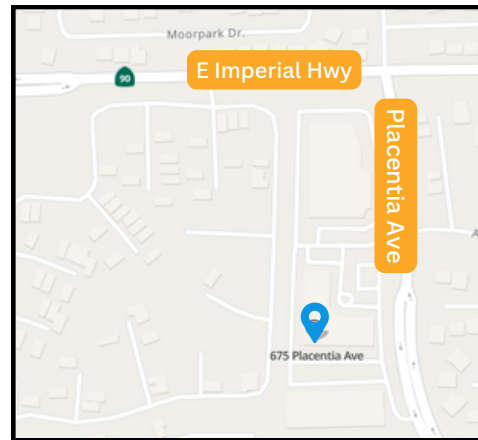 Moorpark Dr.
E Imperial Hwy
90
Placentia Ave
A
675 Placentia Ave